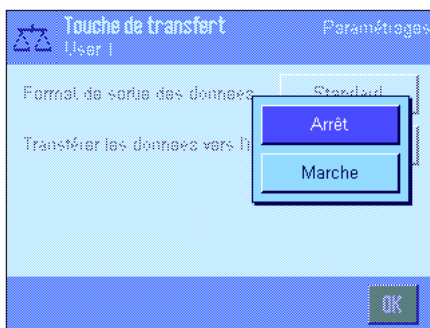 Touche de transfert
Paramétrages
User 1
Format de sortie des données
Standard
Transférer les données vers
Arrêt
Marche
OK